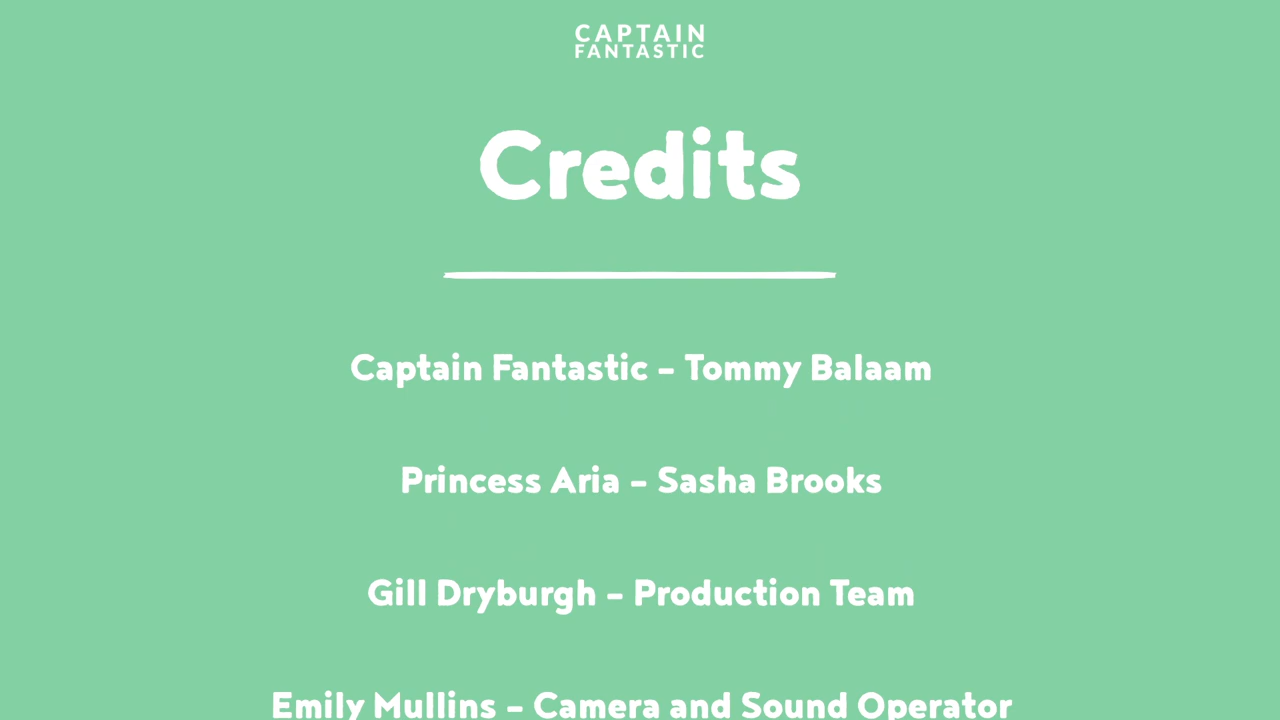 CAPTAIN
FANTASTIC
Credits
Captain Fantastic – Tommy Balaam
Princess Aria – Sasha Brooks
Gill Dryburgh – Production Team
Emily Mullins – Camera and Sound Operator